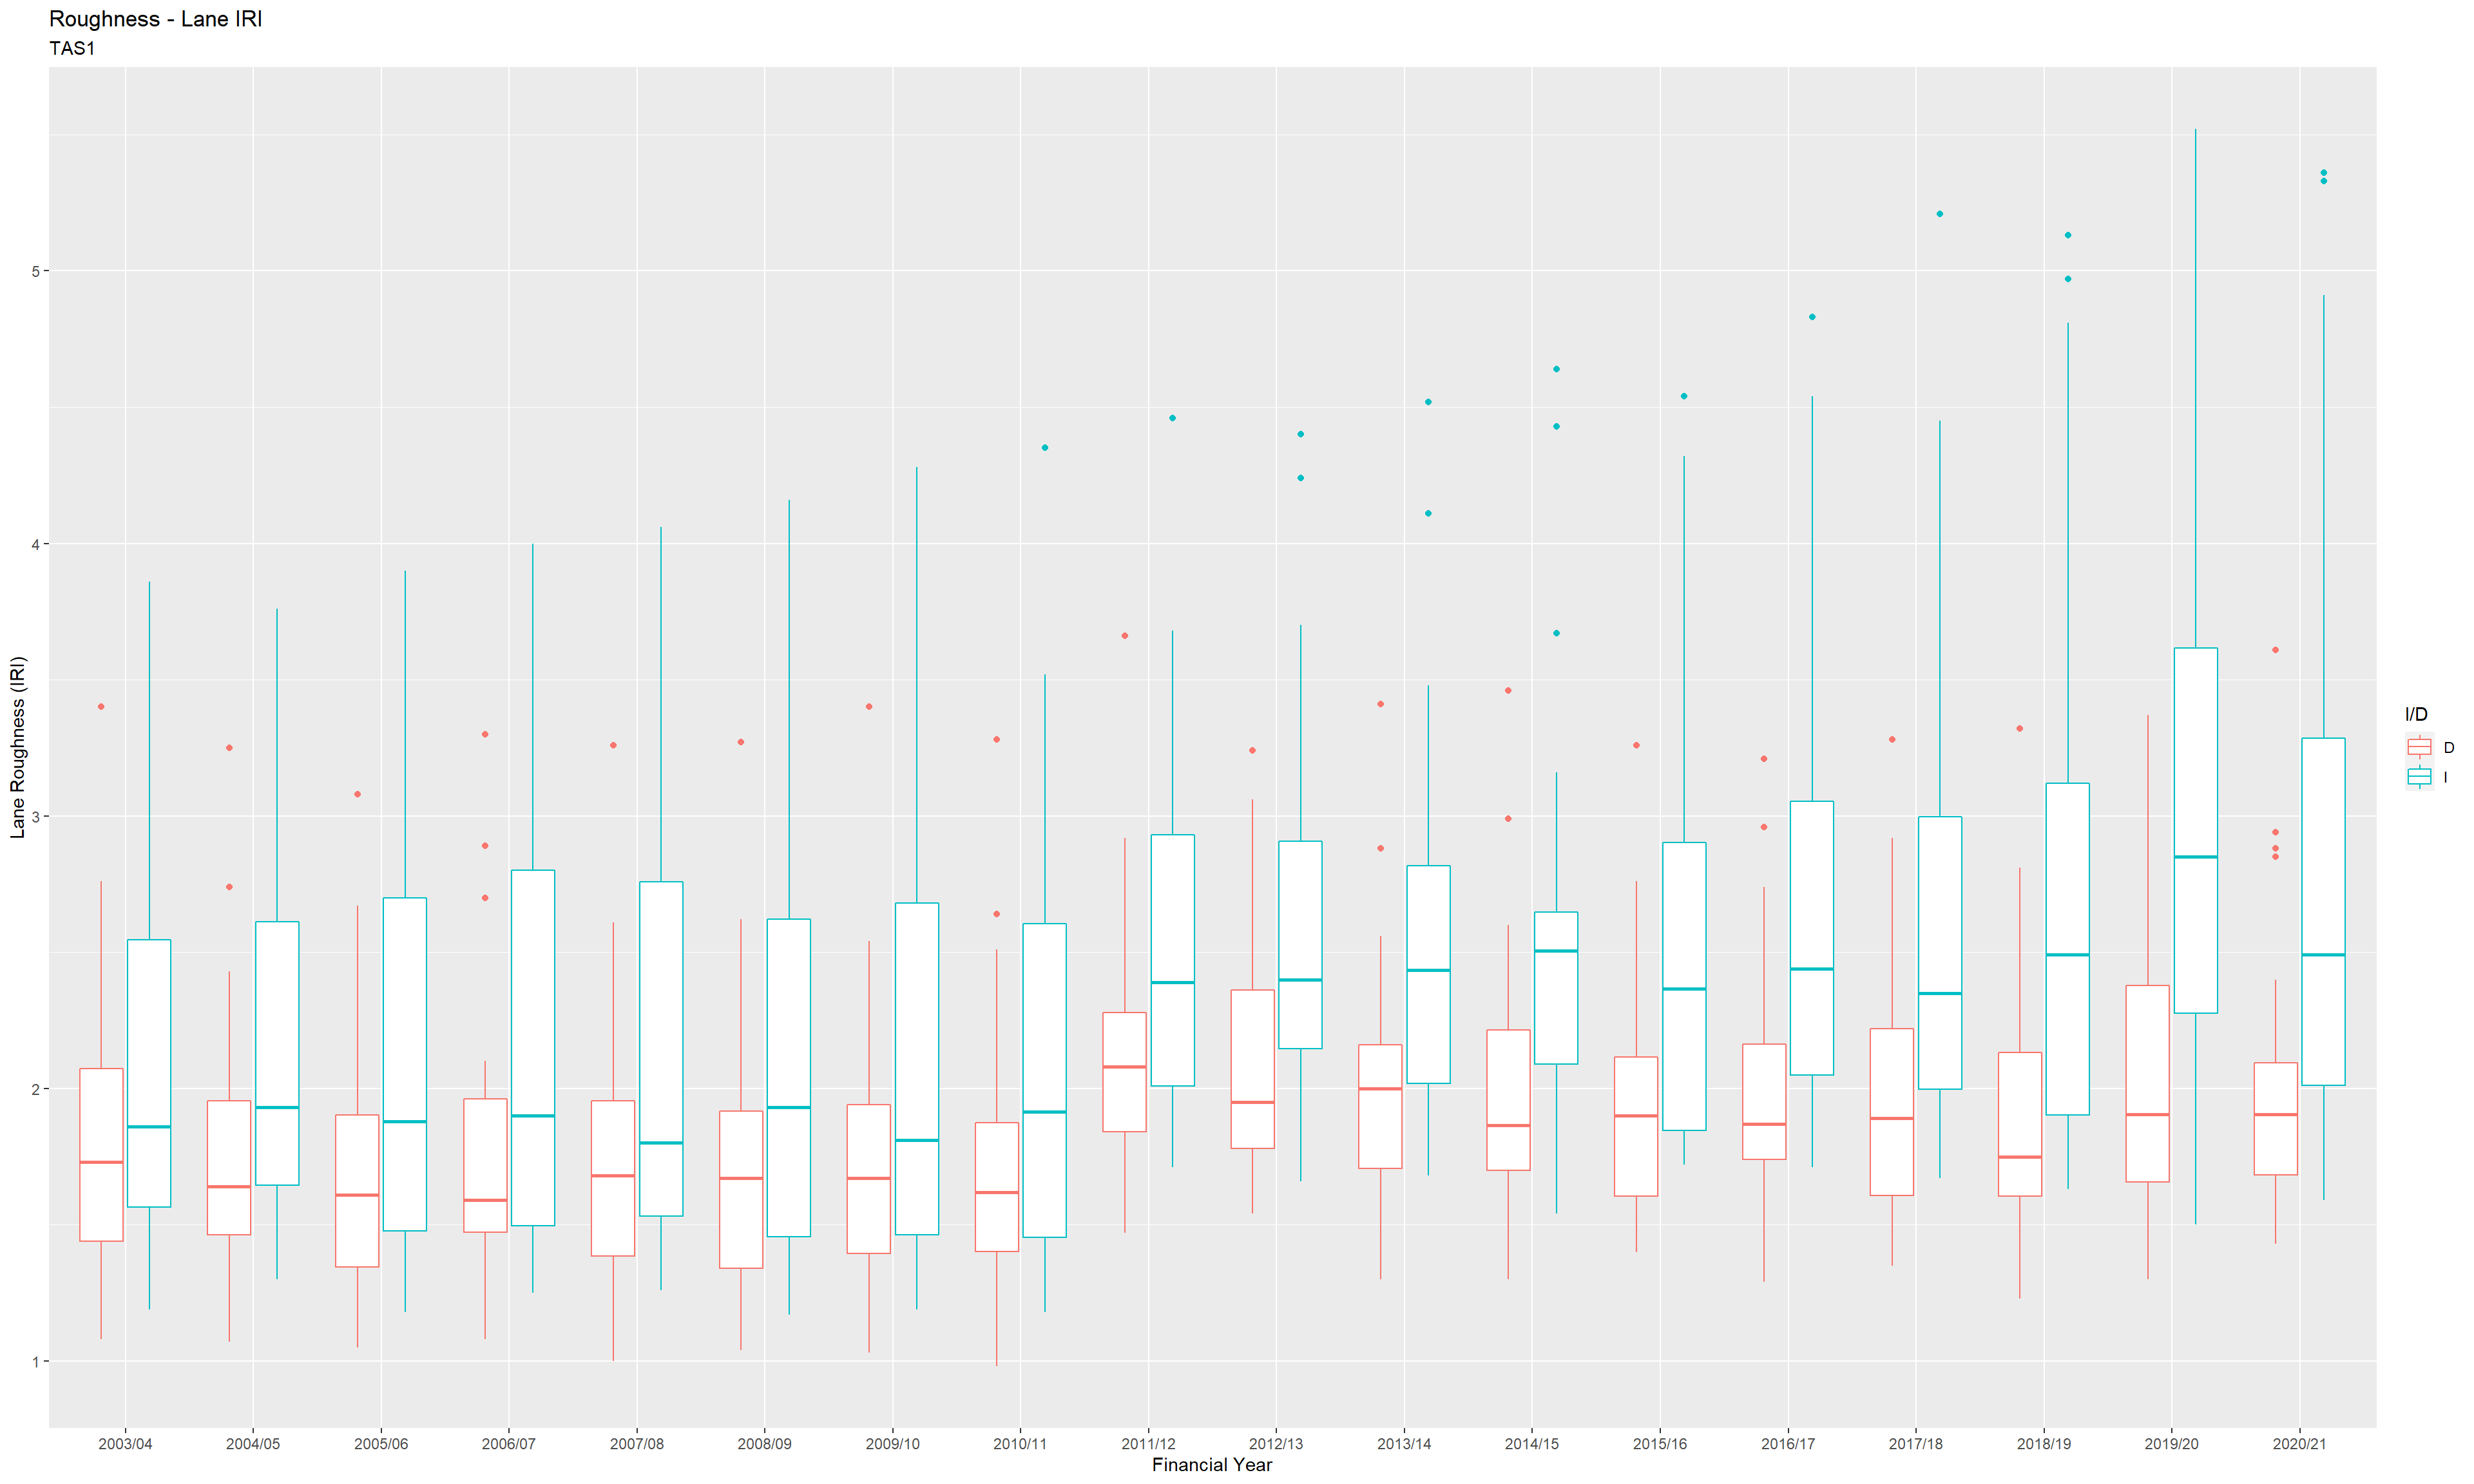 Roughness - Lane IRI
TAS1
Lane Roughness (IRI)
5
4
3
2
1
2003/04 2004/05 2005/06 2006/07 2007/08 2008/09 2009/10 2010/11 2011/12 2012/13 2013/14 2014/15 2015/16 2016/17 2017/18 2018/19 2019/20 2020/21
Financial Year
I/D
D
I